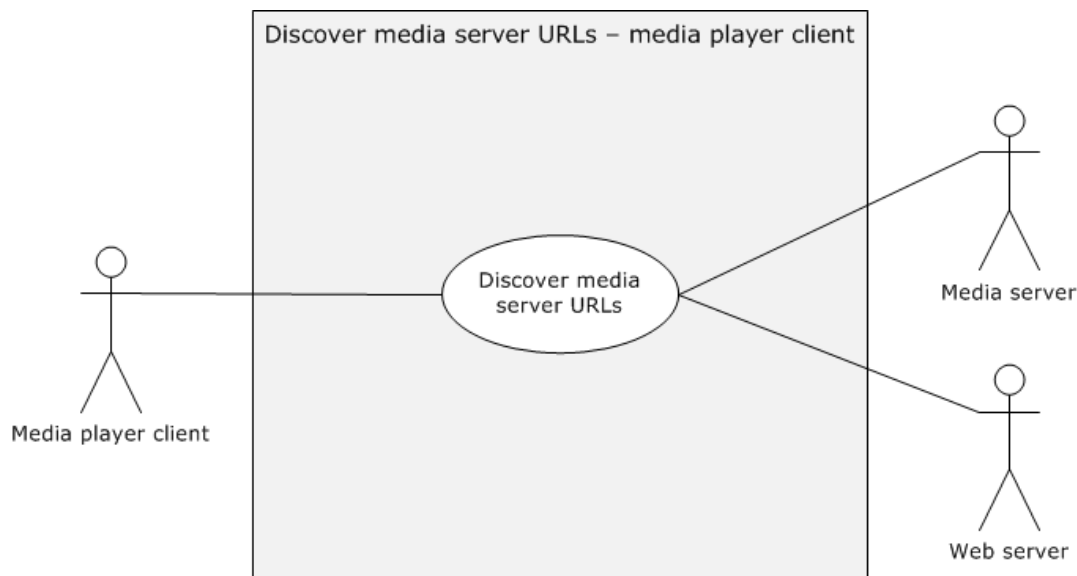 Discover media server URLs – media player client
Discover media
server URLs
Media server
Media player client
Web server